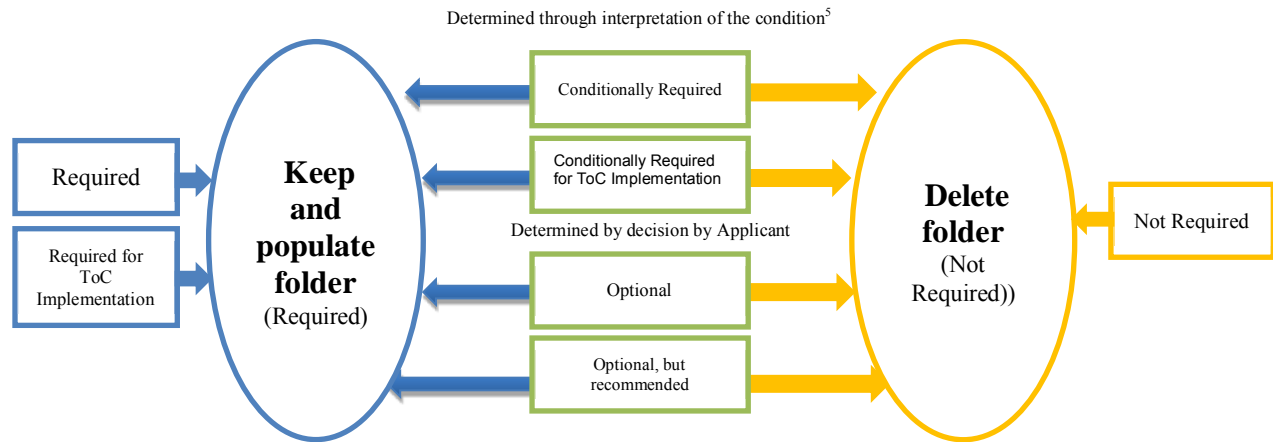 Determined through interpretation of the condition5
Conditionally Required
Conditionally Required
for ToC Implementation
Required
Required for
ToC
Implementation
Keep
and
populate
folder
(Required)
Determined by decision by Applicant
Optional
Optional, but
recommended
Delete
folder
(Not
Required))
Not Required